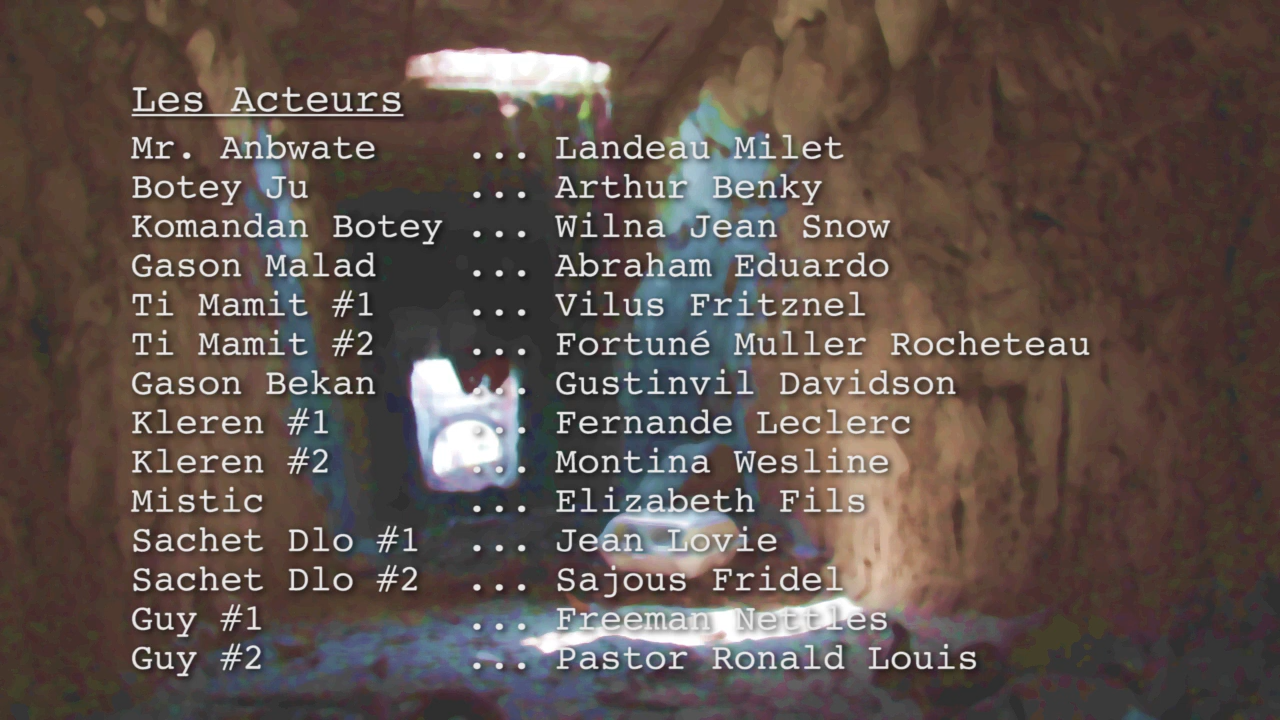 Les Acteurs
Mr. Anbwate ... Landeau Milet
Botey Ju ... Arthur Benky
Komandan Botey ... Wilna Jean Snow
Gason Malad ... Abraham Eduardo
Ti Mamit #1 ... Vilus Fritznel
Ti Mamit #2 ... Fortuné Muller Rocheteau
Gason Bekan ... Gustinvil Davidson
Kleren #1 ... Fernande Leclerc
Kleren #2 ... Montina Wesline
Mistic ... Elizabeth Fils
Sachet Dlo #1 ... Jean Lovie
Sachet Dlo #2 ... Sajous Fridel
Guy #1 ... Freeman Nettles
Guy #2 ... Pastor Ronald Louis